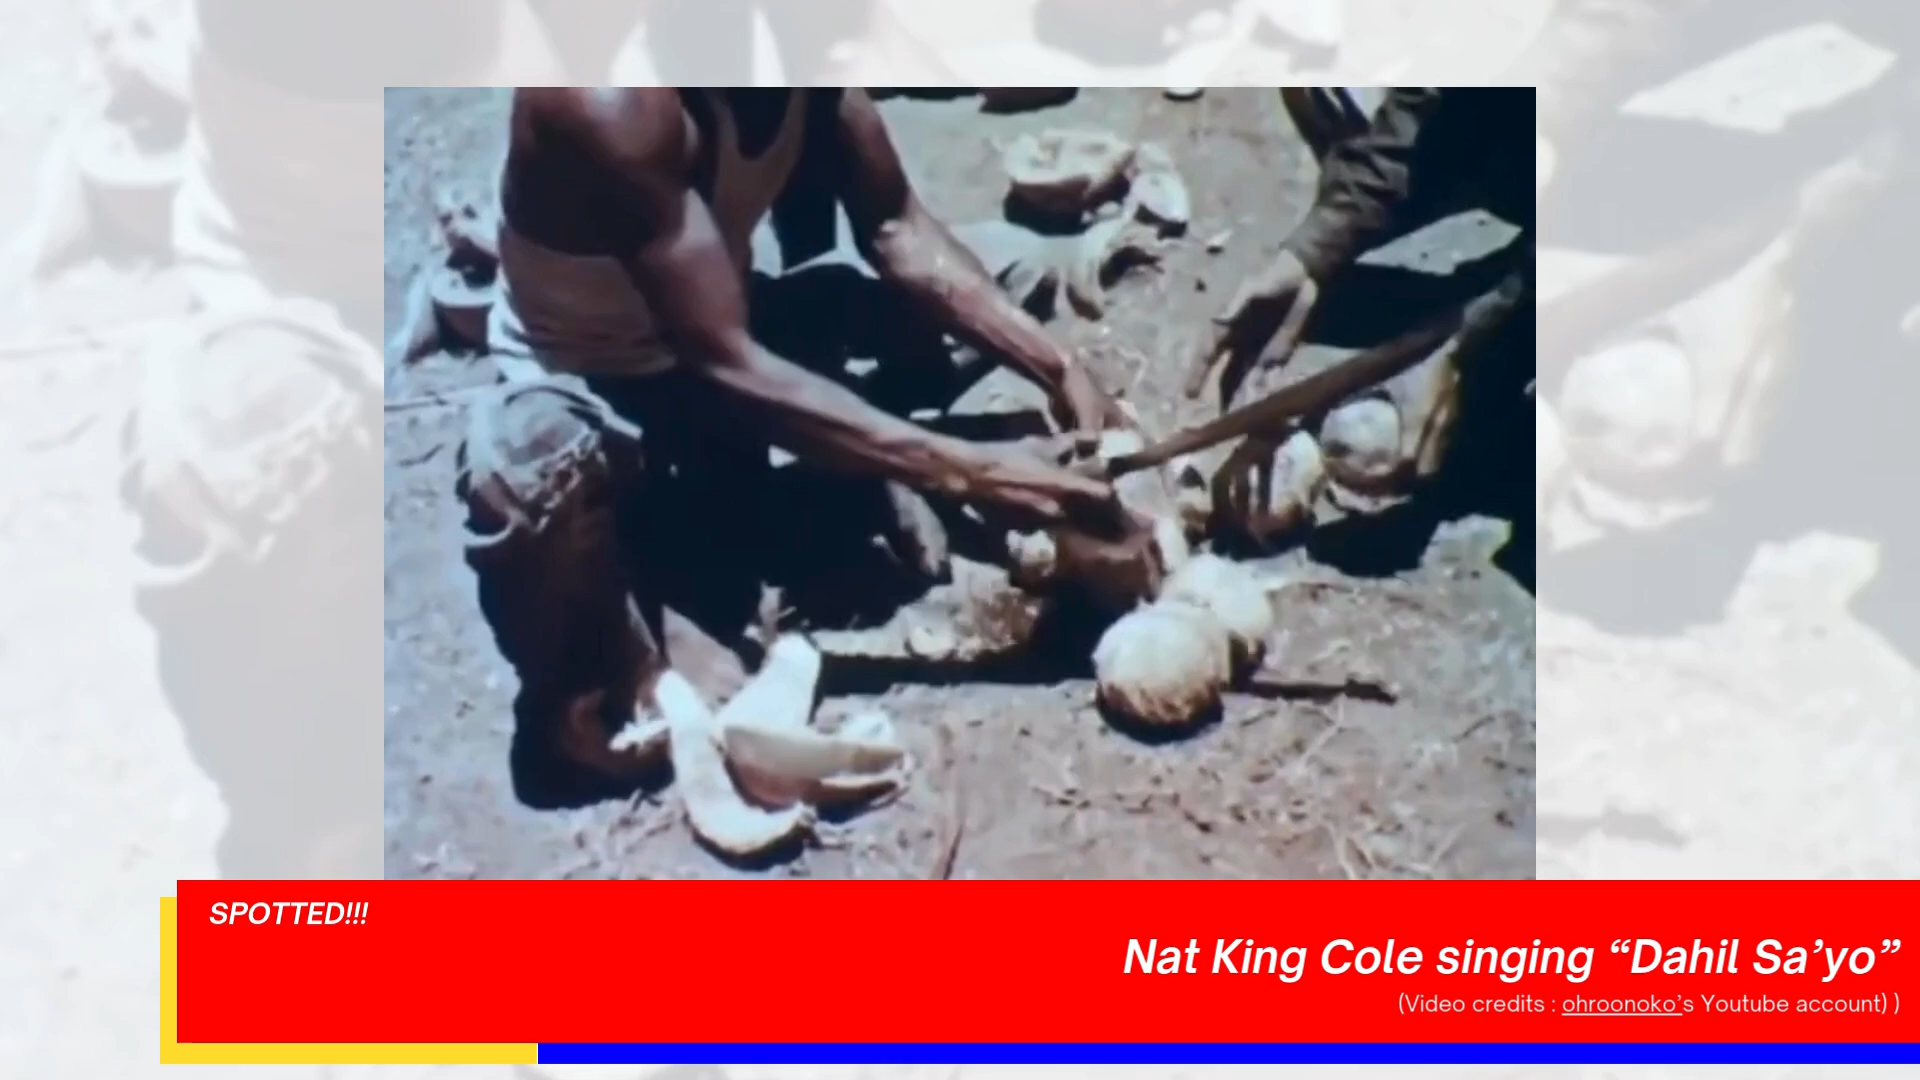 SPOTTED!!!
Nat King Cole singing “Dahil Sa’yo”
(Video credits : ohroonoko’s Youtube account) )